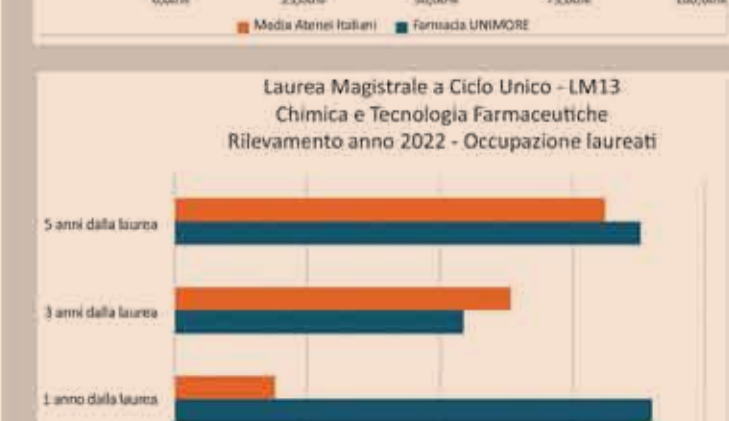 Media Atenei Italiani Farmacia UNIMORE
Laurea Magistrale a Ciclo Unico - LM13
Chimica e Tecnologia Farmaceutiche
Rilevamento anno 2022 - Occupazione laureati
5 anni dalla laurea
3 anni dalla laurea
1 anno dalla laurea